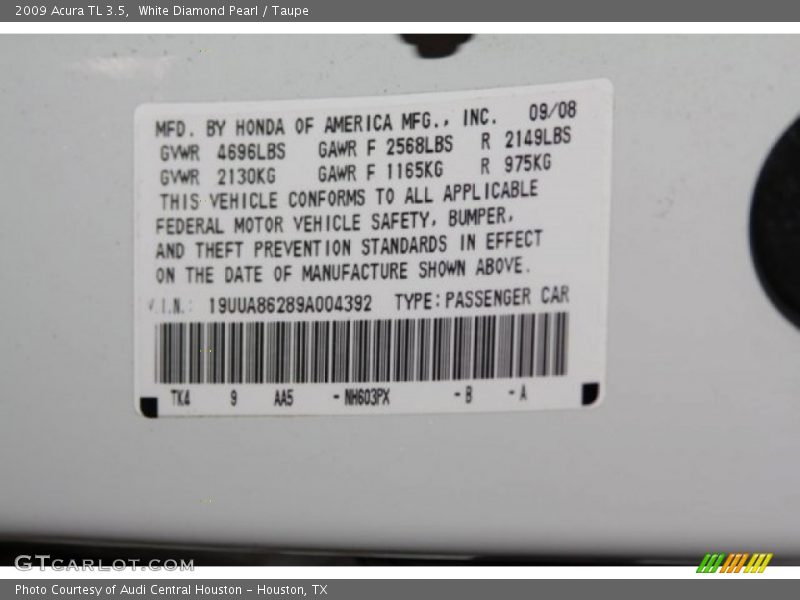 2009 Acura TL 3.5,  White Diamond Pearl / Taupe
MFD. BY HONDA OF AMERICA MFG., INC. 09/08
GVWR 4696LBS GAWR F 2568LBS R 2149LBS
GVWR 2130KG GAWR F 1165KG R 975KG
THIS VEHICLE CONFORMS TO ALL APPLICABLE
FEDERAL MOTOR VEHICLE SAFETY, BUMPER,
AND THEFT PREVENTION STANDARDS IN EFFECT
ON THE DATE OF MANUFACTURE SHOWN ABOVE.
V.I.N.: 19UUA86289A004392 TYPE:PASSENGER CAR
TK4 9 AA5 -NH603PX -B -A
GTCARLOT.COM
Photo Courtesy of Audi Central Houston – Houston, TX